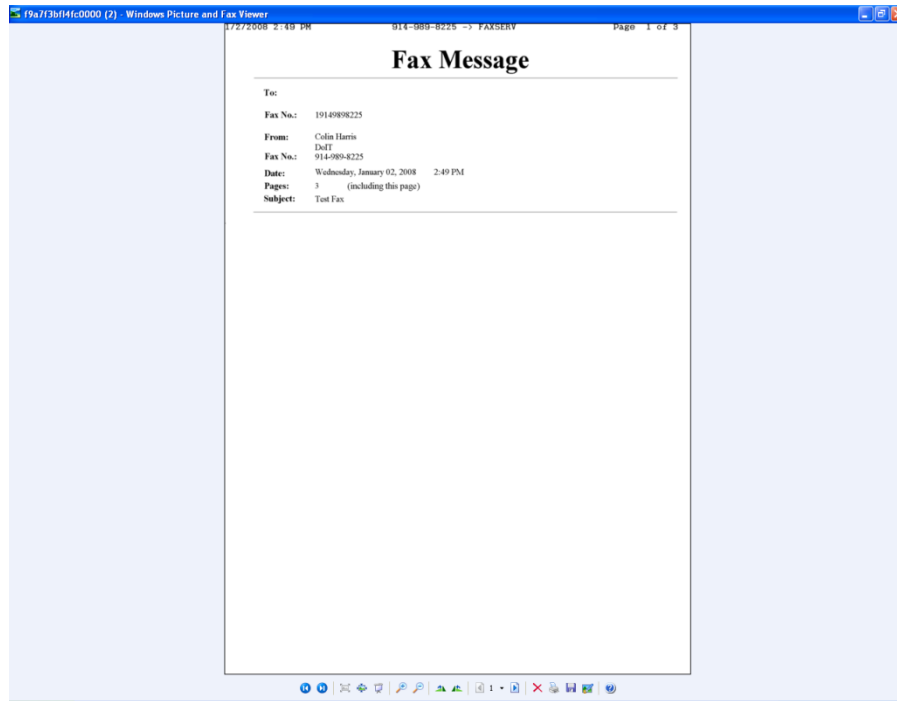 f9a7f3bfl4fc0000 (2) - Windows Picture and Fax Viewer
1/2/2008 2:49 PM 914-989-8225 -> FAXSERV Page 1 of 3
Fax Message
To:
Fax No.: 19149898225
From: Colin Harris
DoIT
Fax No.: 914-989-8225
Date: Wednesday, January 02, 2008 2:49 PM
Pages: 3 (including this page)
Subject: Test Fax
1